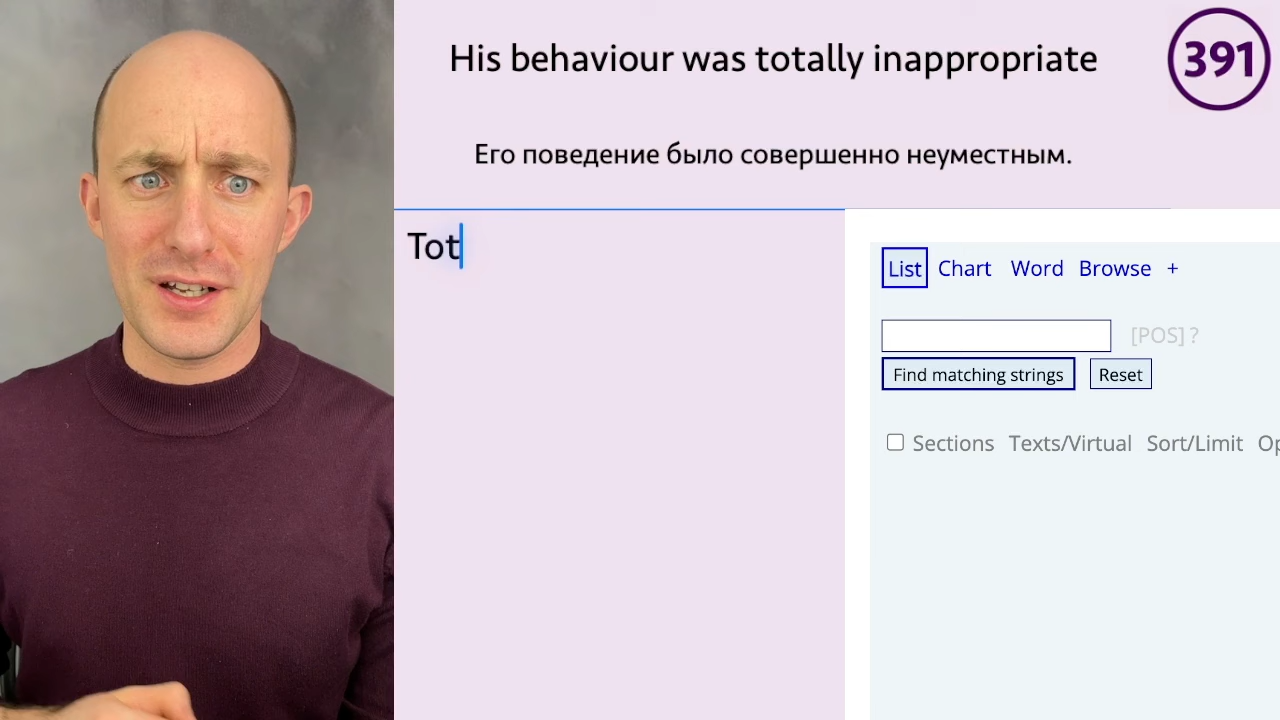 His behaviour was totally inappropriate
391
Его поведение было совершенно неуместным.
Tot
List Chart Word Browse +
[POS] ?
Find matching strings Reset
Sections Texts/Virtual Sort/Limit Op